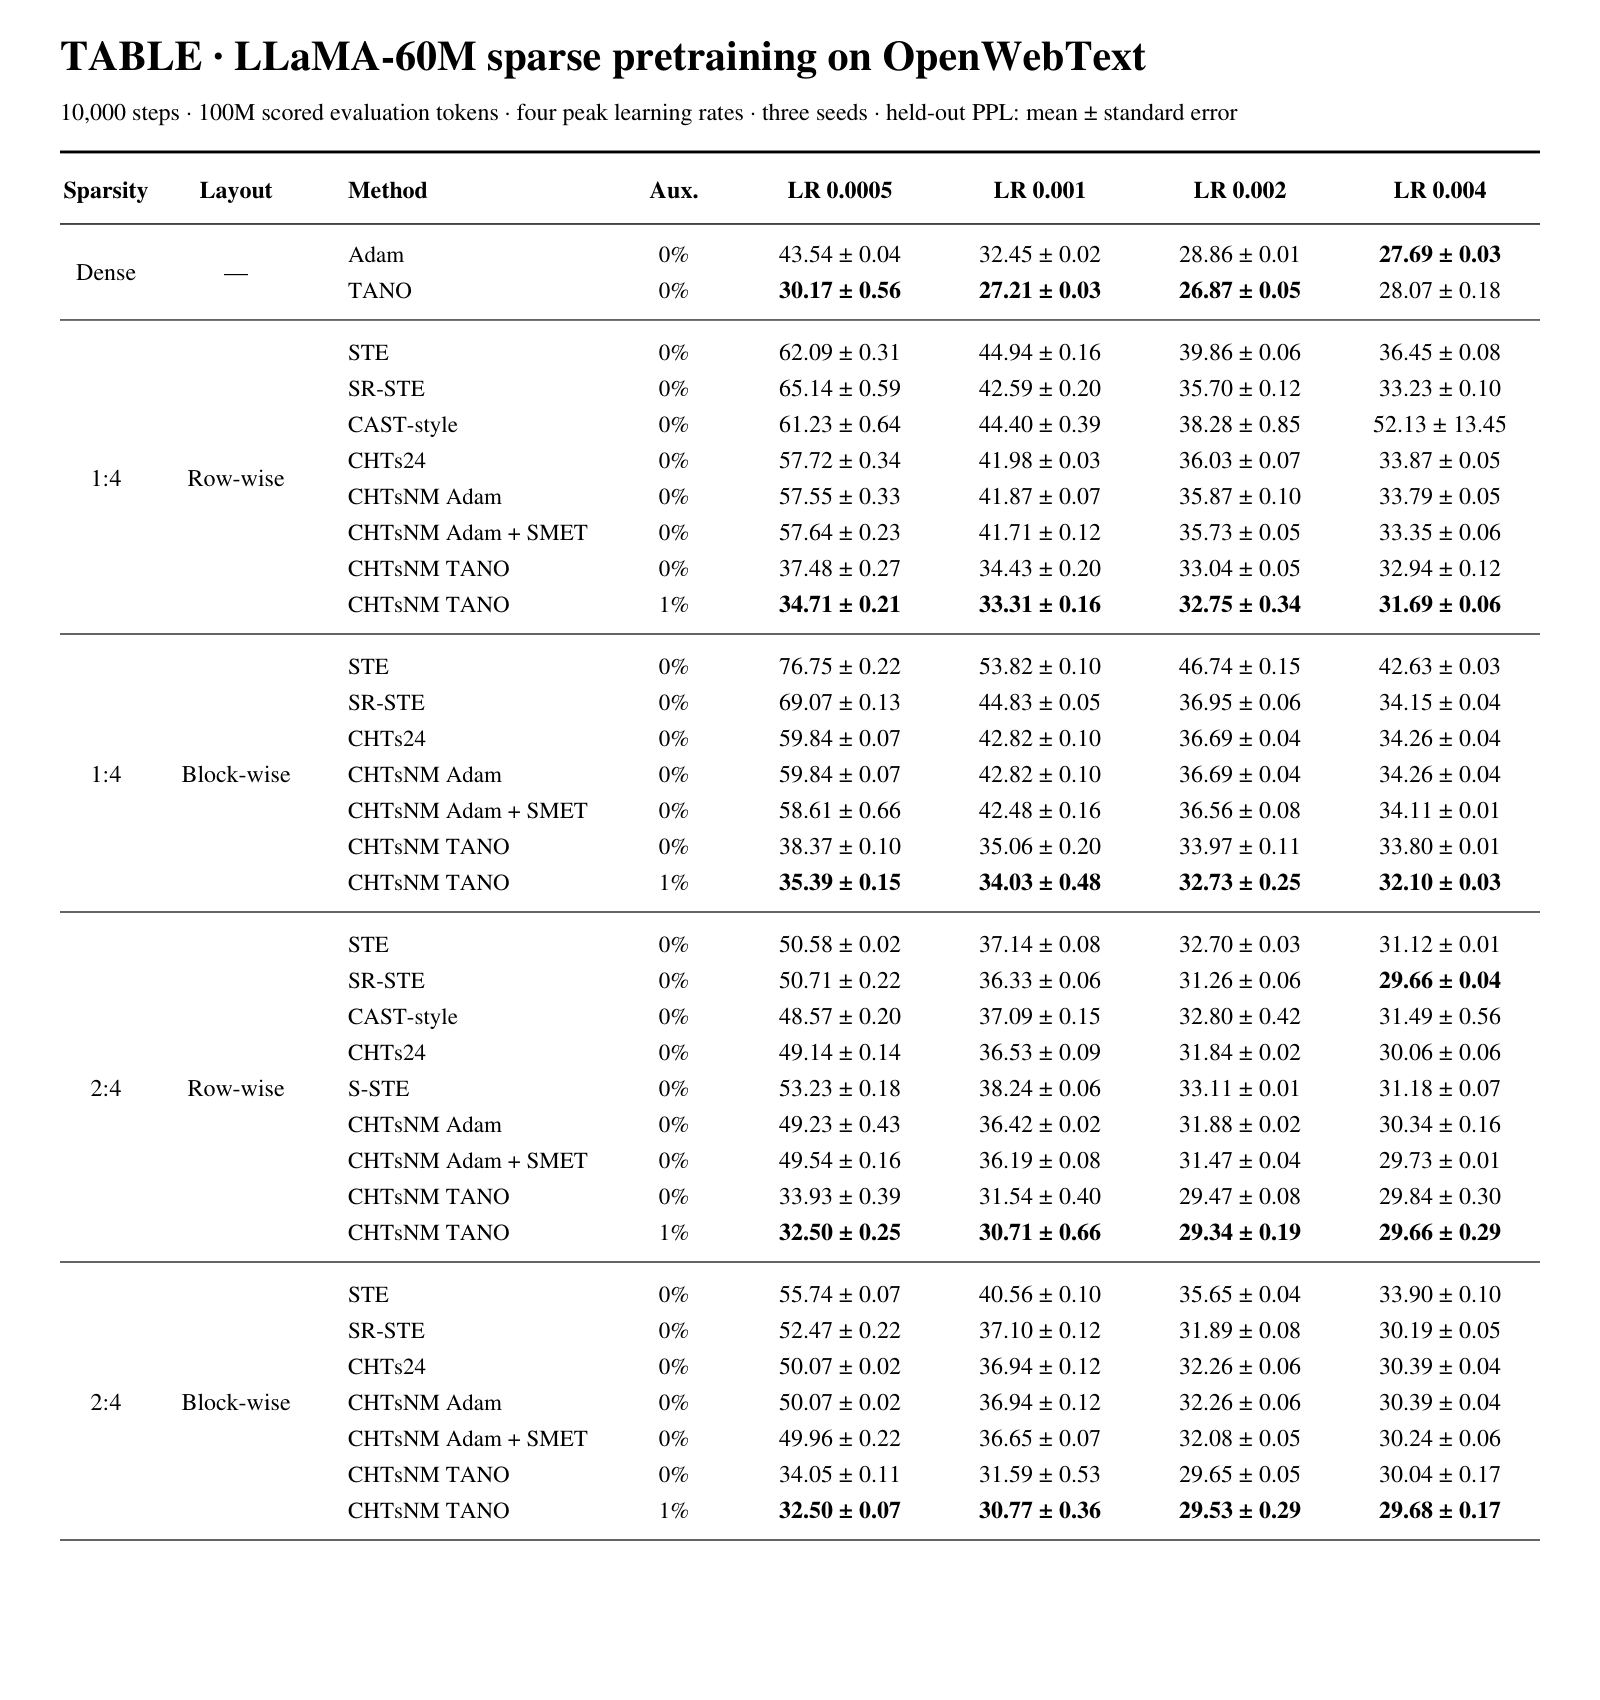 TABLE · LLaMA-60M sparse pretraining on OpenWebText
10,000 steps · 100M scored evaluation tokens · four peak learning rates · three seeds · held-out PPL: mean ± standard error
Sparsity Layout Method Aux. LR 0.0005 LR 0.001 LR 0.002 LR 0.004
Dense —
Adam 0% 43.54 ± 0.04 32.45 ± 0.02 28.86 ± 0.01 27.69 ± 0.03
TANO 0% 30.17 ± 0.56 27.21 ± 0.03 26.87 ± 0.05 28.07 ± 0.18
1:4 Row-wise
STE 0% 62.09 ± 0.31 44.94 ± 0.16 39.86 ± 0.06 36.45 ± 0.08
SR-STE 0% 65.14 ± 0.59 42.59 ± 0.20 35.70 ± 0.12 33.23 ± 0.10
CAST-style 0% 61.23 ± 0.64 44.40 ± 0.39 38.28 ± 0.85 52.13 ± 13.45
CHTs24 0% 57.72 ± 0.34 41.98 ± 0.03 36.03 ± 0.07 33.87 ± 0.05
CHTsNM Adam 0% 57.55 ± 0.33 41.87 ± 0.07 35.87 ± 0.10 33.79 ± 0.05
CHTsNM Adam + SMET 0% 57.64 ± 0.23 41.71 ± 0.12 35.73 ± 0.05 33.35 ± 0.06
CHTsNM TANO 0% 37.48 ± 0.27 34.43 ± 0.20 33.04 ± 0.05 32.94 ± 0.12
CHTsNM TANO 1% 34.71 ± 0.21 33.31 ± 0.16 32.75 ± 0.34 31.69 ± 0.06
1:4 Block-wise
STE 0% 76.75 ± 0.22 53.82 ± 0.10 46.74 ± 0.15 42.63 ± 0.03
SR-STE 0% 69.07 ± 0.13 44.83 ± 0.05 36.95 ± 0.06 34.15 ± 0.04
CHTs24 0% 59.84 ± 0.07 42.82 ± 0.10 36.69 ± 0.04 34.26 ± 0.04
CHTsNM Adam 0% 59.84 ± 0.07 42.82 ± 0.10 36.69 ± 0.04 34.26 ± 0.04
CHTsNM Adam + SMET 0% 58.61 ± 0.66 42.48 ± 0.16 36.56 ± 0.08 34.11 ± 0.01
CHTsNM TANO 0% 38.37 ± 0.10 35.06 ± 0.20 33.97 ± 0.11 33.80 ± 0.01
CHTsNM TANO 1% 35.39 ± 0.15 34.03 ± 0.48 32.73 ± 0.25 32.10 ± 0.03
2:4 Row-wise
STE 0% 50.58 ± 0.02 37.14 ± 0.08 32.70 ± 0.03 31.12 ± 0.01
SR-STE 0% 50.71 ± 0.22 36.33 ± 0.06 31.26 ± 0.06 29.66 ± 0.04
CAST-style 0% 48.57 ± 0.20 37.09 ± 0.15 32.80 ± 0.42 31.49 ± 0.56
CHTs24 0% 49.14 ± 0.14 36.53 ± 0.09 31.84 ± 0.02 30.06 ± 0.06
S-STE 0% 53.23 ± 0.18 38.24 ± 0.06 33.11 ± 0.01 31.18 ± 0.07
CHTsNM Adam 0% 49.23 ± 0.43 36.42 ± 0.02 31.88 ± 0.02 30.34 ± 0.16
CHTsNM Adam + SMET 0% 49.54 ± 0.16 36.19 ± 0.08 31.47 ± 0.04 29.73 ± 0.01
CHTsNM TANO 0% 33.93 ± 0.39 31.54 ± 0.40 29.47 ± 0.08 29.84 ± 0.30
CHTsNM TANO 1% 32.50 ± 0.25 30.71 ± 0.66 29.34 ± 0.19 29.66 ± 0.29
2:4 Block-wise
STE 0% 55.74 ± 0.07 40.56 ± 0.10 35.65 ± 0.04 33.90 ± 0.10
SR-STE 0% 52.47 ± 0.22 37.10 ± 0.12 31.89 ± 0.08 30.19 ± 0.05
CHTs24 0% 50.07 ± 0.02 36.94 ± 0.12 32.26 ± 0.06 30.39 ± 0.04
CHTsNM Adam 0% 50.07 ± 0.02 36.94 ± 0.12 32.26 ± 0.06 30.39 ± 0.04
CHTsNM Adam + SMET 0% 49.96 ± 0.22 36.65 ± 0.07 32.08 ± 0.05 30.24 ± 0.06
CHTsNM TANO 0% 34.05 ± 0.11 31.59 ± 0.53 29.65 ± 0.05 30.04 ± 0.17
CHTsNM TANO 1% 32.50 ± 0.07 30.77 ± 0.36 29.53 ± 0.29 29.68 ± 0.17